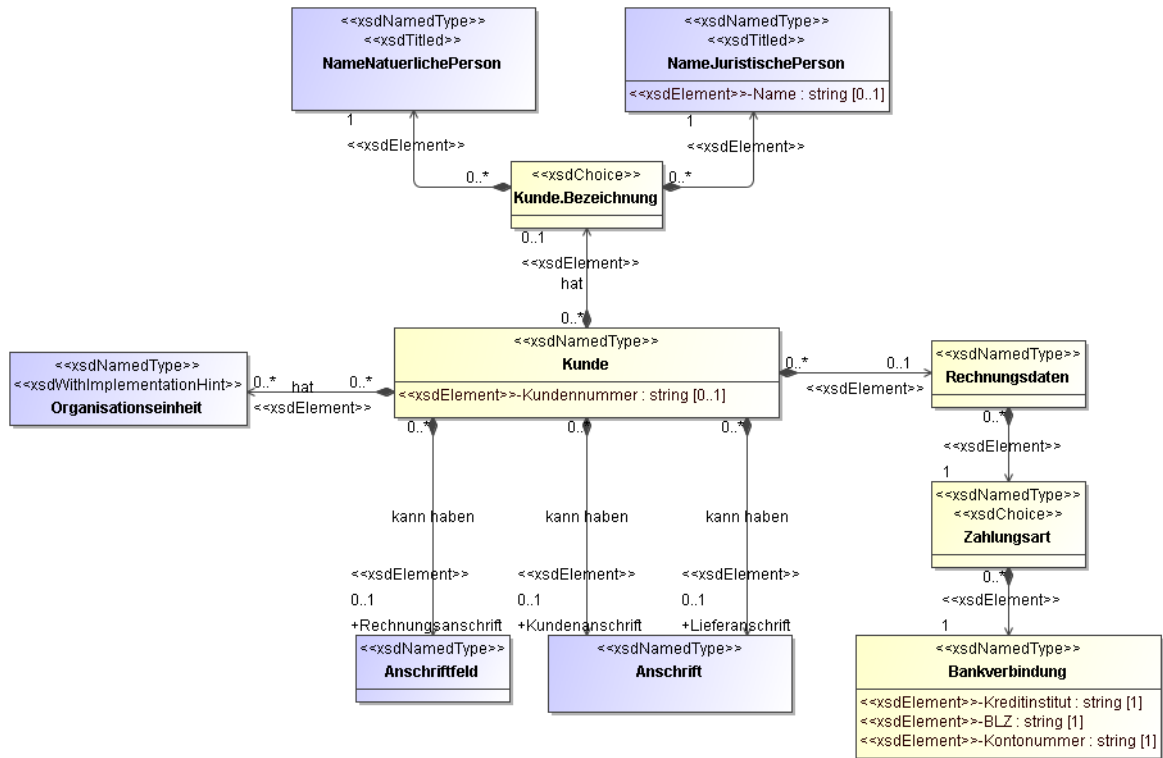 <<xsdNamedType>>
<<xsdTitled>>
NameNatuerlichePerson
<<xsdNamedType>>
<<xsdTitled>>
NameJuristischePerson
<<xsdElement>>-Name : string [0..1]
1
<<xsdElement>>
1
<<xsdElement>>
0..*
<<xsdChoice>>
Kunde.Bezeichnung
0..*
0..1
<<xsdElement>>
hat
0..*
<<xsdNamedType>>
Kunde
<<xsdElement>>-Kundennummer : string [0..1]
<<xsdNamedType>>
<<xsdWithImplementationHint>>
Organisationseinheit
0..* hat 0..*
<<xsdElement>>
0..* 0..1
<<xsdElement>>
<<xsdNamedType>>
Rechnungsdaten
0..*
<<xsdElement>>
1
<<xsdNamedType>>
<<xsdChoice>>
Zahlungsart
0..*
<<xsdElement>>
1
<<xsdNamedType>>
Bankverbindung
<<xsdElement>>-Kreditinstitut : string [1]
<<xsdElement>>-BLZ : string [1]
<<xsdElement>>-Kontonummer : string [1]
0..*
kann haben
<<xsdElement>>
0..1
+Rechnungsanschrift
<<xsdNamedType>>
Anschriftfeld
0..*
kann haben
<<xsdElement>>
0..1
+Kundenanschrift
0..*
kann haben
<<xsdElement>>
0..1
+Lieferanschrift
<<xsdNamedType>>
Anschrift